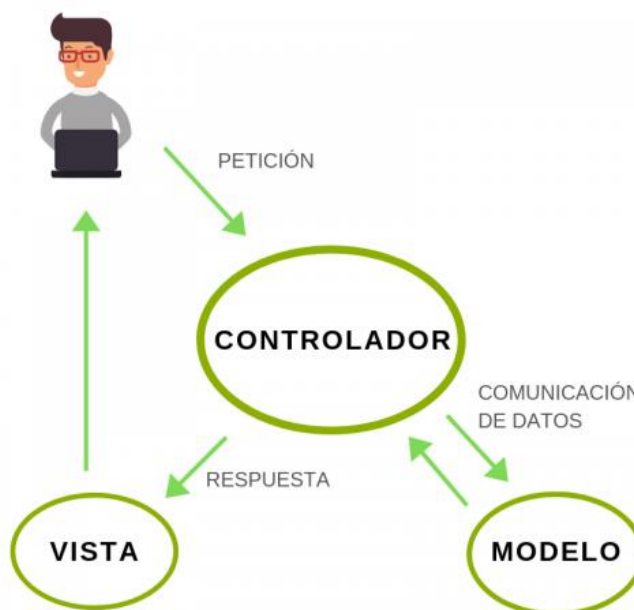 PETICIÓN
CONTROLADOR
COMUNICACIÓN
DE DATOS
RESPUESTA
VISTA
MODELO